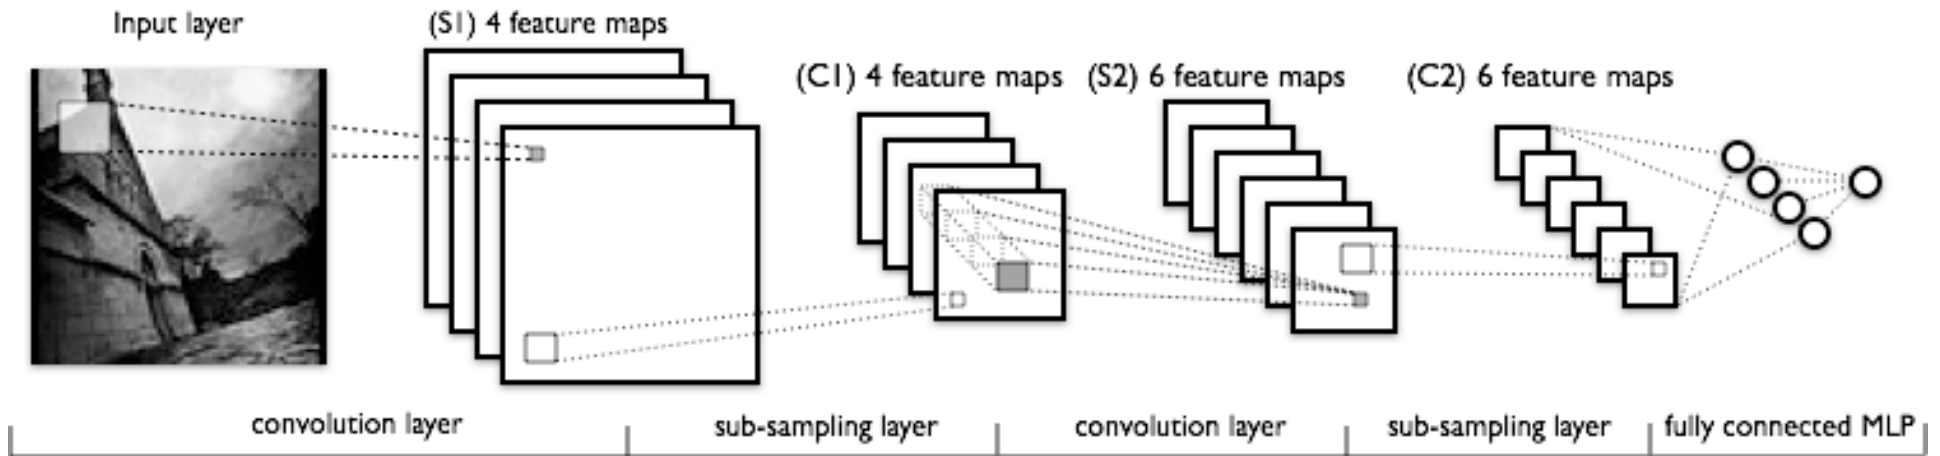 Input layer
(S1) 4 feature maps
(C1) 4 feature maps
(S2) 6 feature maps
(C2) 6 feature maps
convolution layer
sub-sampling layer
convolution layer
sub-sampling layer
fully connected MLP